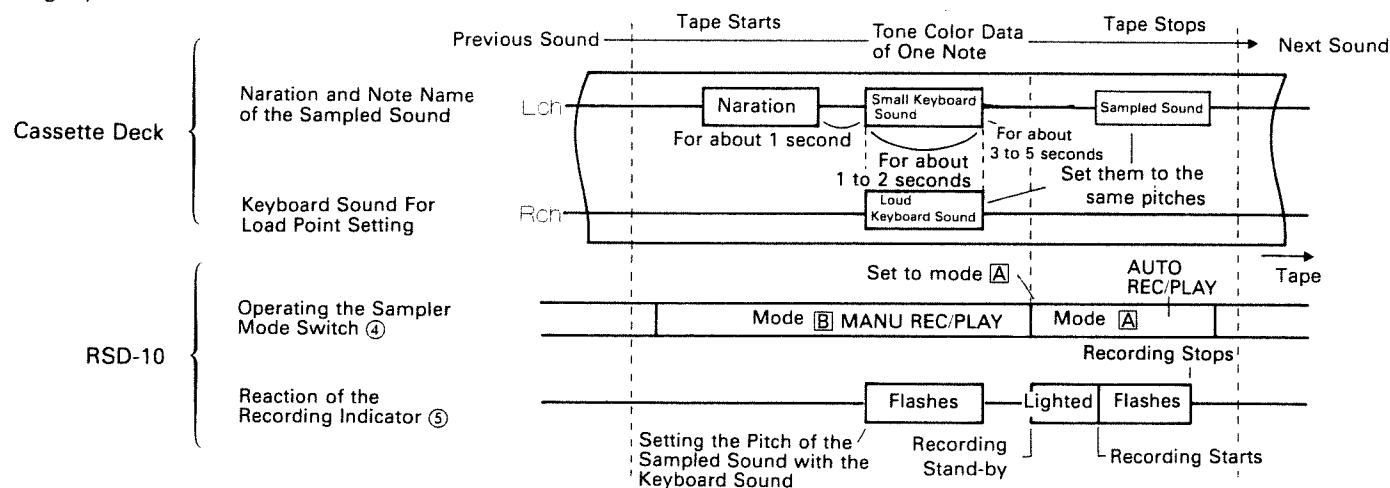 Tape Starts
Tape Stops
Previous Sound
Tone Color Data
of One Note
Next Sound
Cassette Deck
Naration and Note Name
of the Sampled Sound
Lch
Naration
Small Keyboard
Sound
Sampled Sound
For about 1 second
For about
3 to 5 seconds
For about
1 to 2 seconds
Set them to the
same pitches
Keyboard Sound For
Load Point Setting
Rch
Loud
Keyboard Sound
Tape
Set to mode A
AUTO
REC/PLAY
RSD-10
Operating the Sampler
Mode Switch ④
Mode B MANU REC/PLAY
Mode A
Recording Stops
Reaction of the
Recording Indicator ⑤
Flashes
Lighted
Flashes
Setting the Pitch of the
Sampled Sound with the
Keyboard Sound
Recording
Stand-by
Recording Starts